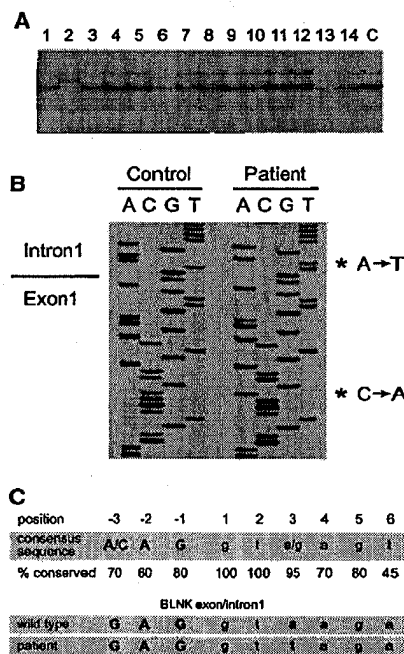 A
1 2 3 4 5 6 7 8 9 10 11 12 13 14 C
B
Control Patient
A C G T A C G T
Intron1
* A→T
Exon1
* C→A
C
position -3 -2 -1 1 2 3 4 5 6
consensus sequence A/C A G g t a/g a g t
% conserved 70 60 80 100 100 95 70 80 45
BLNK exon/intron1
wild type G A G g t a a g a
patient G A G g t t a g a